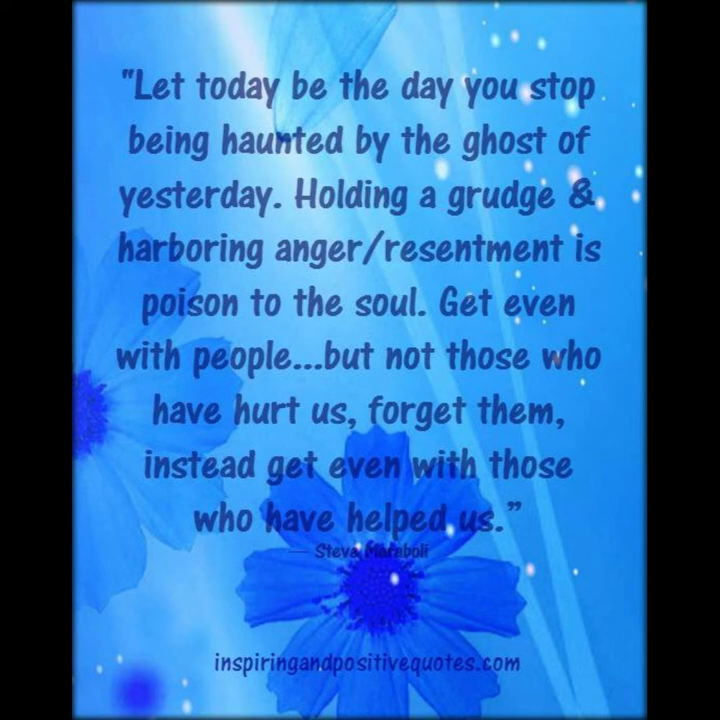 "Let today be the day you stop
being haunted by the ghost of
yesterday. Holding a grudge &
harboring anger/resentment is
poison to the soul. Get even
with people...but not those who
have hurt us, forget them,
instead get even with those
who have helped us.”
— Steve Maraboli
inspiringandpositivequotes.com